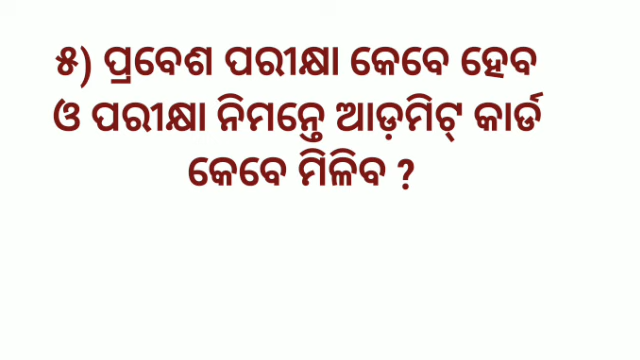 ୫) ପ୍ରବେଶ ପରୀକ୍ଷା କେବେ ହେବ
ଓ ପରୀକ୍ଷା ନିମନ୍ତେ ଆଡ଼ମିଟ୍ କାର୍ଡ
କେବେ ମିଳିବ ?